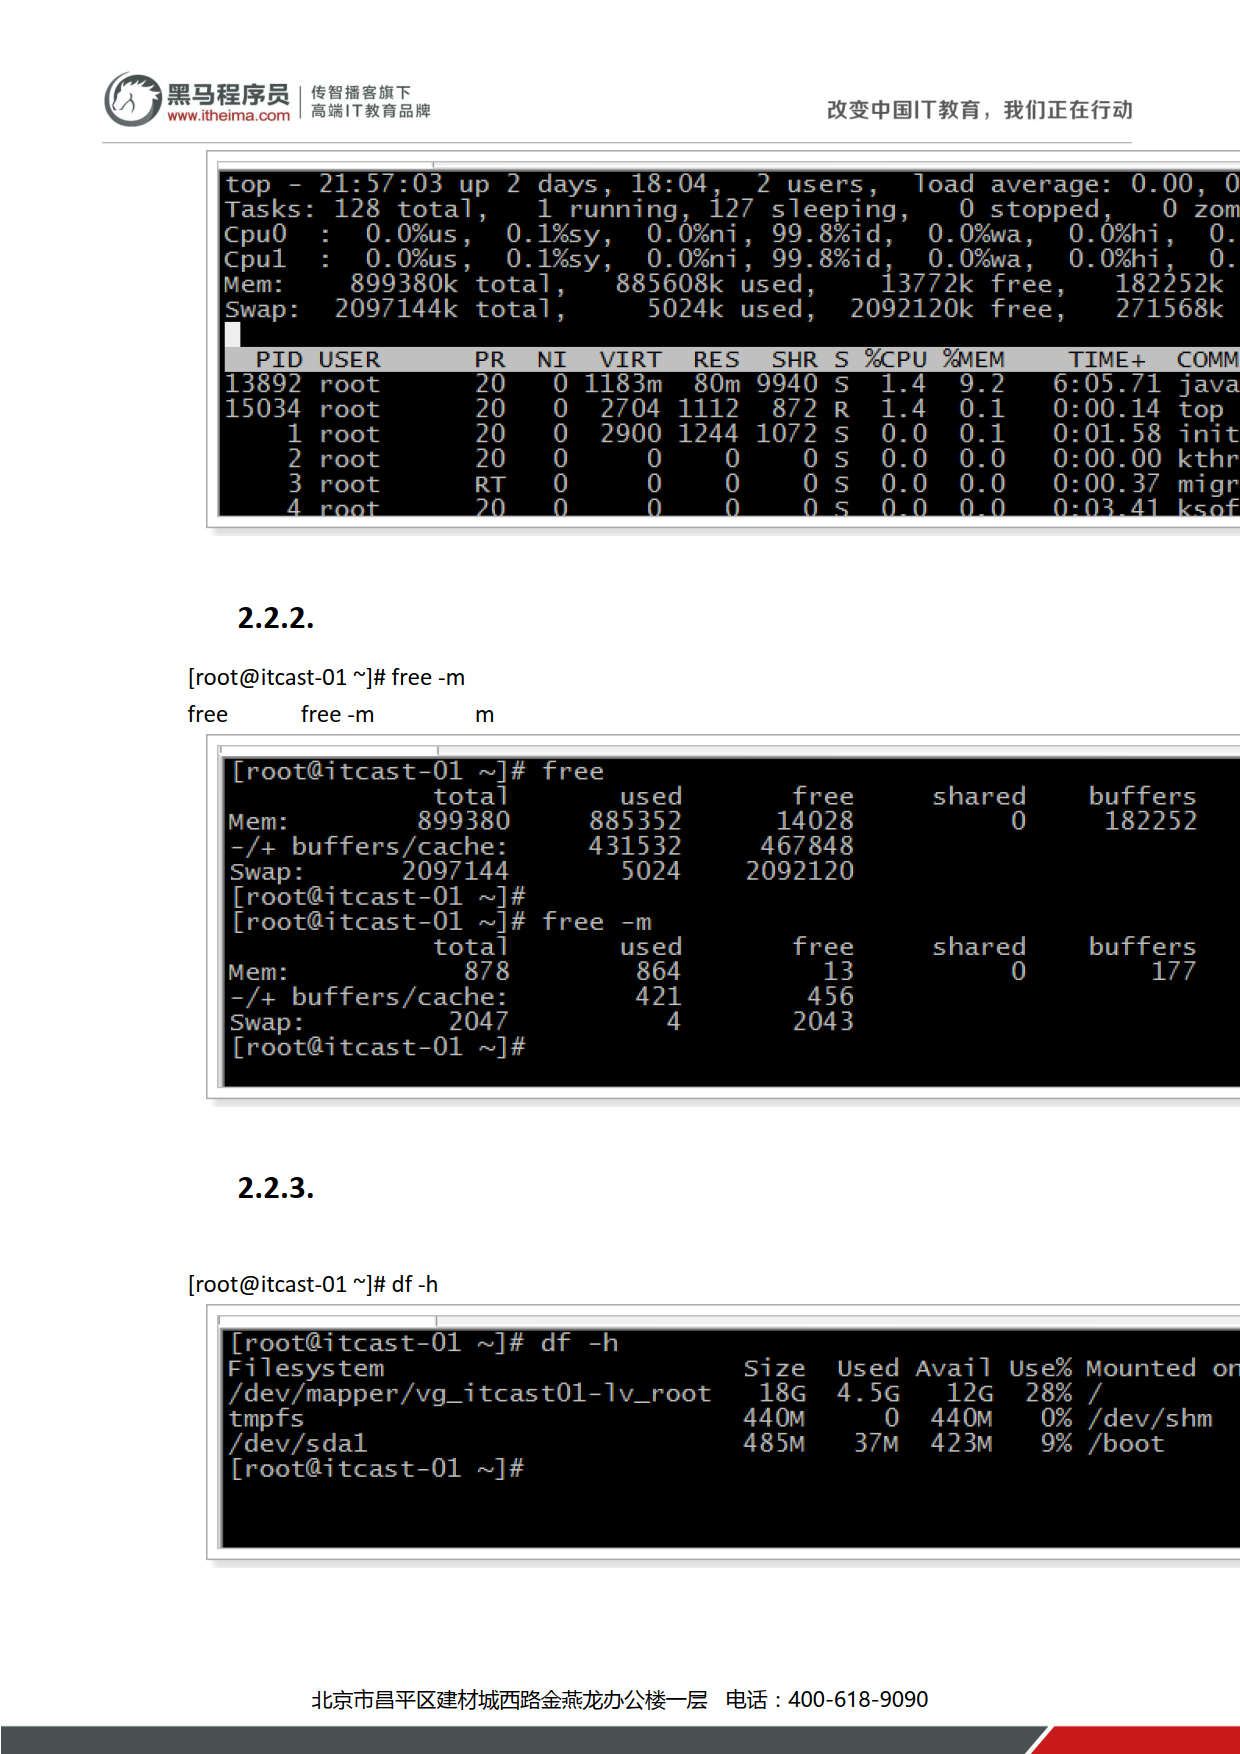 黑马程序员
www.itheima.com
传智播客旗下
高端IT教育品牌
改变中国IT教育，我们正在行动
top - 21:57:03 up 2 days, 18:04,  2 users,  load average: 0.00, 0
Tasks: 128 total,   1 running, 127 sleeping,   0 stopped,   0 zom
Cpu0  :  0.0%us,  0.1%sy,  0.0%ni, 99.8%id,  0.0%wa,  0.0%hi,  0.
Cpu1  :  0.0%us,  0.1%sy,  0.0%ni, 99.8%id,  0.0%wa,  0.0%hi,  0.
Mem:    899380k total,   885608k used,    13772k free,   182252k
Swap:  2097144k total,     5024k used,  2092120k free,   271568k
PID USER      PR  NI  VIRT  RES  SHR S %CPU %MEM    TIME+  COMM
13892 root      20   0 1183m  80m 9940 S  1.4  9.2   6:05.71 java
15034 root      20   0  2704 1112  872 R  1.4  0.1   0:00.14 top
1 root      20   0  2900 1244 1072 S  0.0  0.1   0:01.58 init
2 root      20   0     0    0    0 S  0.0  0.0   0:00.00 kthr
3 root      RT   0     0    0    0 S  0.0  0.0   0:00.37 migr
4 root      20   0     0    0    0 S  0.0  0.0   0:03.41 ksof
2.2.2.
[root@itcast-01 ~]# free -m
free free -m m
[root@itcast-01 ~]# free
total       used       free     shared    buffers
Mem:        899380     885352      14028          0     182252
-/+ buffers/cache:     431532     467848
Swap:      2097144       5024    2092120
[root@itcast-01 ~]#
[root@itcast-01 ~]# free -m
total       used       free     shared    buffers
Mem:           878        864         13          0        177
-/+ buffers/cache:        421        456
Swap:         2047          4       2043
[root@itcast-01 ~]#
2.2.3.
[root@itcast-01 ~]# df -h
[root@itcast-01 ~]# df -h
Filesystem                       Size  Used Avail Use% Mounted on
/dev/mapper/vg_itcast01-lv_root   18G  4.5G   12G  28% /
tmpfs                            440M     0  440M   0% /dev/shm
/dev/sda1                        485M   37M  423M   9% /boot
[root@itcast-01 ~]#
北京市昌平区建材城西路金燕龙办公楼一层 电话：400-618-9090